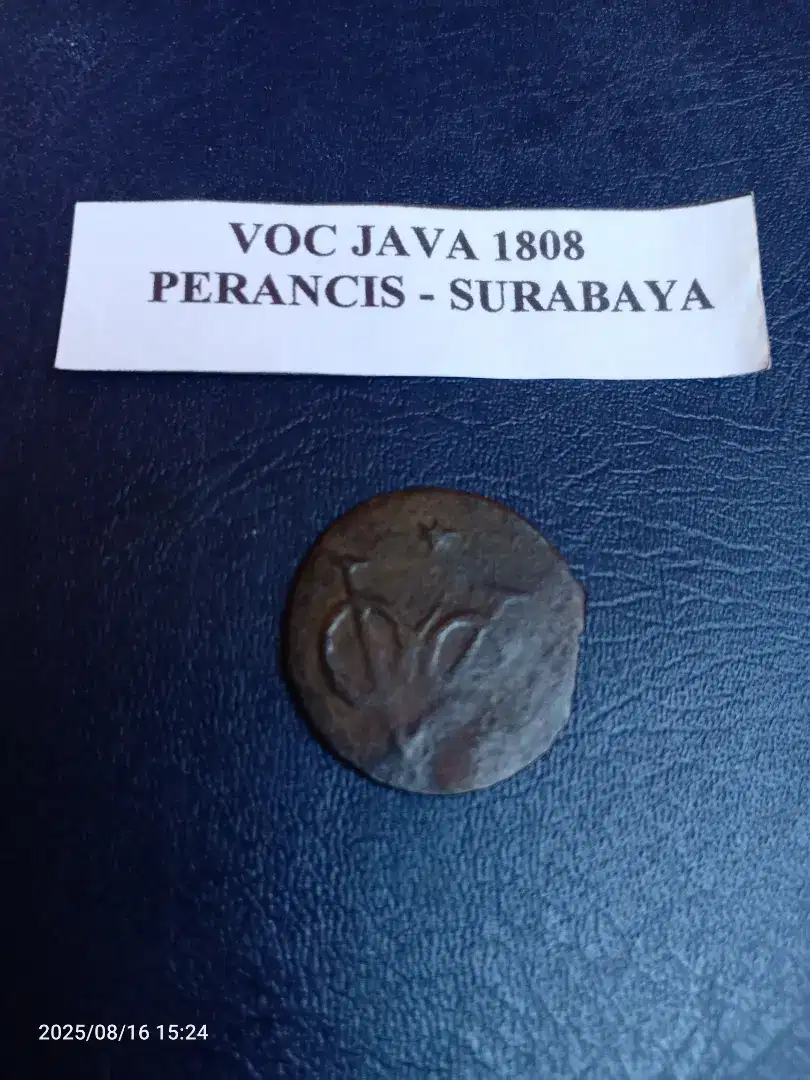 VOC JAVA 1808
PERANCIS - SURABAYA
2025/08/16 15:24